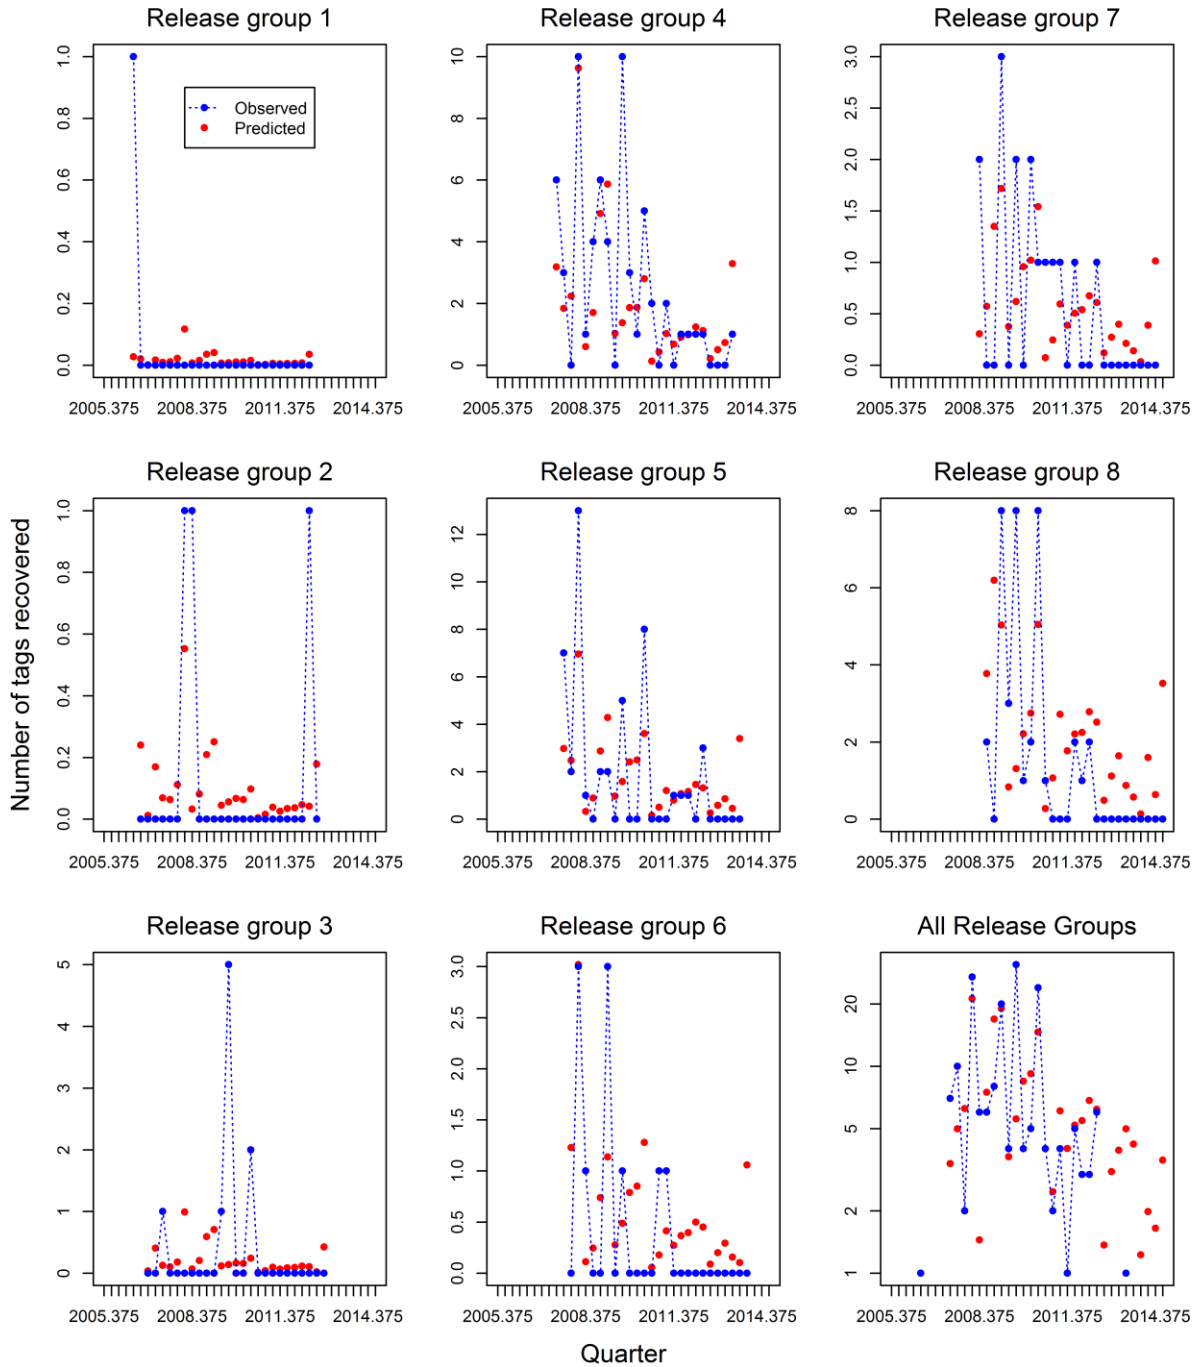 Release group 1
Release group 4
Release group 7
0.0 0.2 0.4 0.6 0.8 1.0
Observed
Predicted
0 2 4 6 8 10
0.0 0.5 1.0 1.5 2.0 2.5 3.0
2005.375 2008.375 2011.375 2014.375
2005.375 2008.375 2011.375 2014.375
2005.375 2008.375 2011.375 2014.375
Release group 2
Release group 5
Release group 8
Number of tags recovered
0.0 0.2 0.4 0.6 0.8 1.0
0 2 4 6 8 10 12
0 2 4 6 8
2005.375 2008.375 2011.375 2014.375
2005.375 2008.375 2011.375 2014.375
2005.375 2008.375 2011.375 2014.375
Release group 3
Release group 6
All Release Groups
0 1 2 3 4 5
0.0 0.5 1.0 1.5 2.0 2.5 3.0
1 2 5 10 20
2005.375 2008.375 2011.375 2014.375
2005.375 2008.375 2011.375 2014.375
2005.375 2008.375 2011.375 2014.375
Quarter